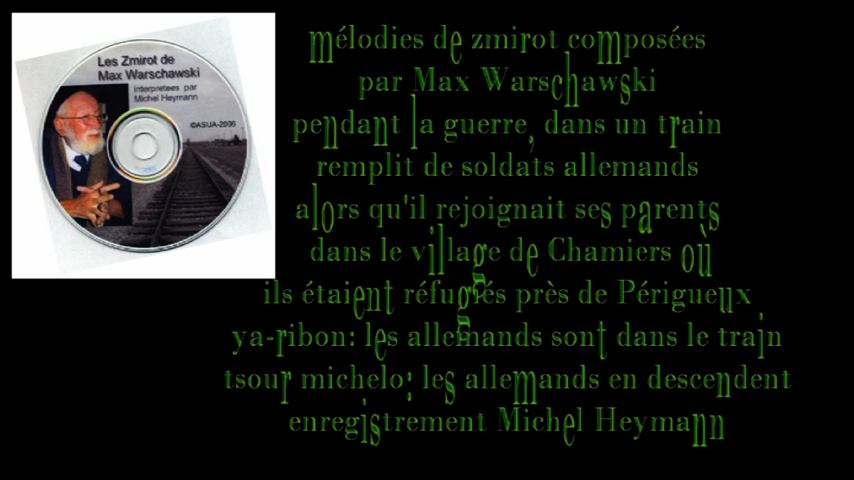 Les Zmirot de
Max Warschawski
interpretees par
Michel Heymann
©ASIJA-2006
mélodies de zmirot composées
par Max Warschawski
pendant la guerre, dans un train
remplit de soldats allemands
alors qu'il rejoignait ses parents
dans le village de Chamiers où
ils étaient réfugiés près de Périgueux
ya-ribon: les allemands sont dans le train
tsour michelo: les allemands en descendent
enregistrement Michel Heymann